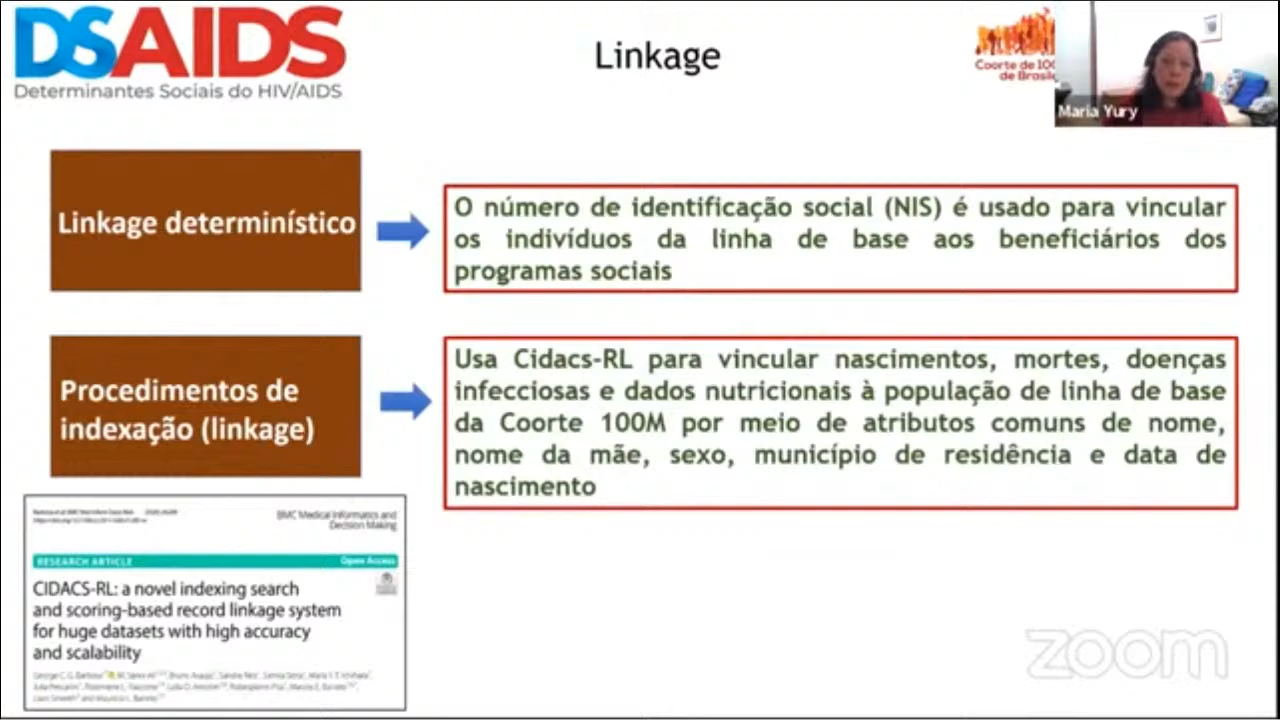 DSAIDS
Determinantes Sociais do HIV/AIDS
Linkage
Coorte de 100
de Brasile
Maria Yury
Linkage determinístico
O número de identificação social (NIS) é usado para vincular
os indivíduos da linha de base aos beneficiários dos
programas sociais
Procedimentos de
indexação (linkage)
Usa Cidacs-RL para vincular nascimentos, mortes, doenças
infecciosas e dados nutricionais à população de linha de base
da Coorte 100M por meio de atributos comuns de nome,
nome da mãe, sexo, município de residência e data de
nascimento
BMC Medical Informatics and
Decision Making
RESEARCH ARTICLE
Open Access
CIDACS-RL: a novel indexing search
and scoring-based record linkage system
for huge datasets with high accuracy
and scalability
zoom